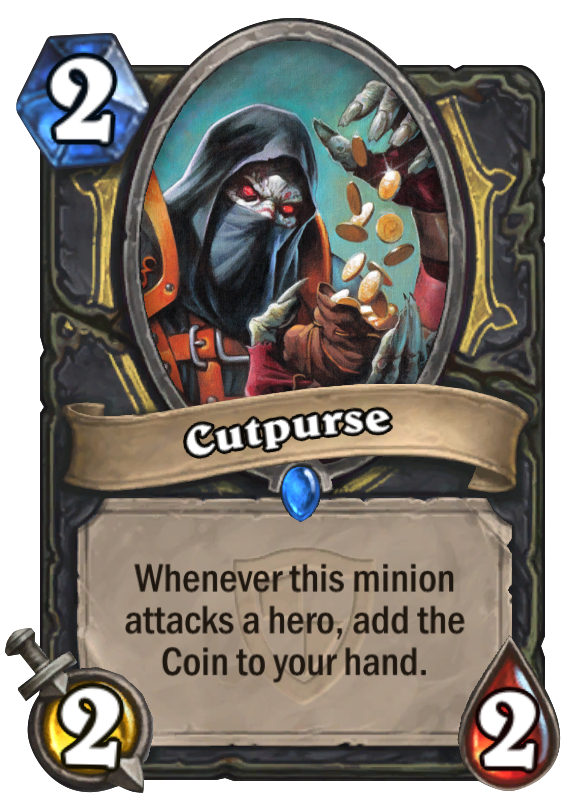 2
Cutpurse
Whenever this minion
attacks a hero, add the
Coin to your hand.
2
2